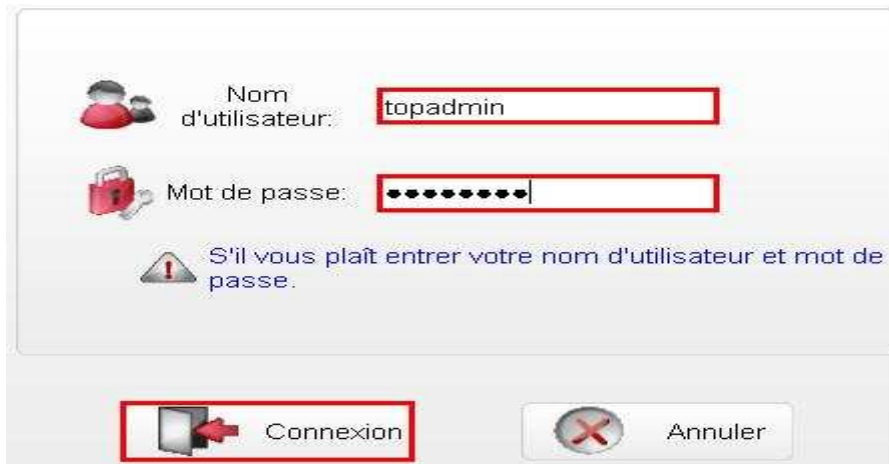 Nom
d'utilisateur:
topadmin
Mot de passe:
●●●●●●●●
S'il vous plaît entrer votre nom d'utilisateur et mot de
passe.
Connexion
Annuler